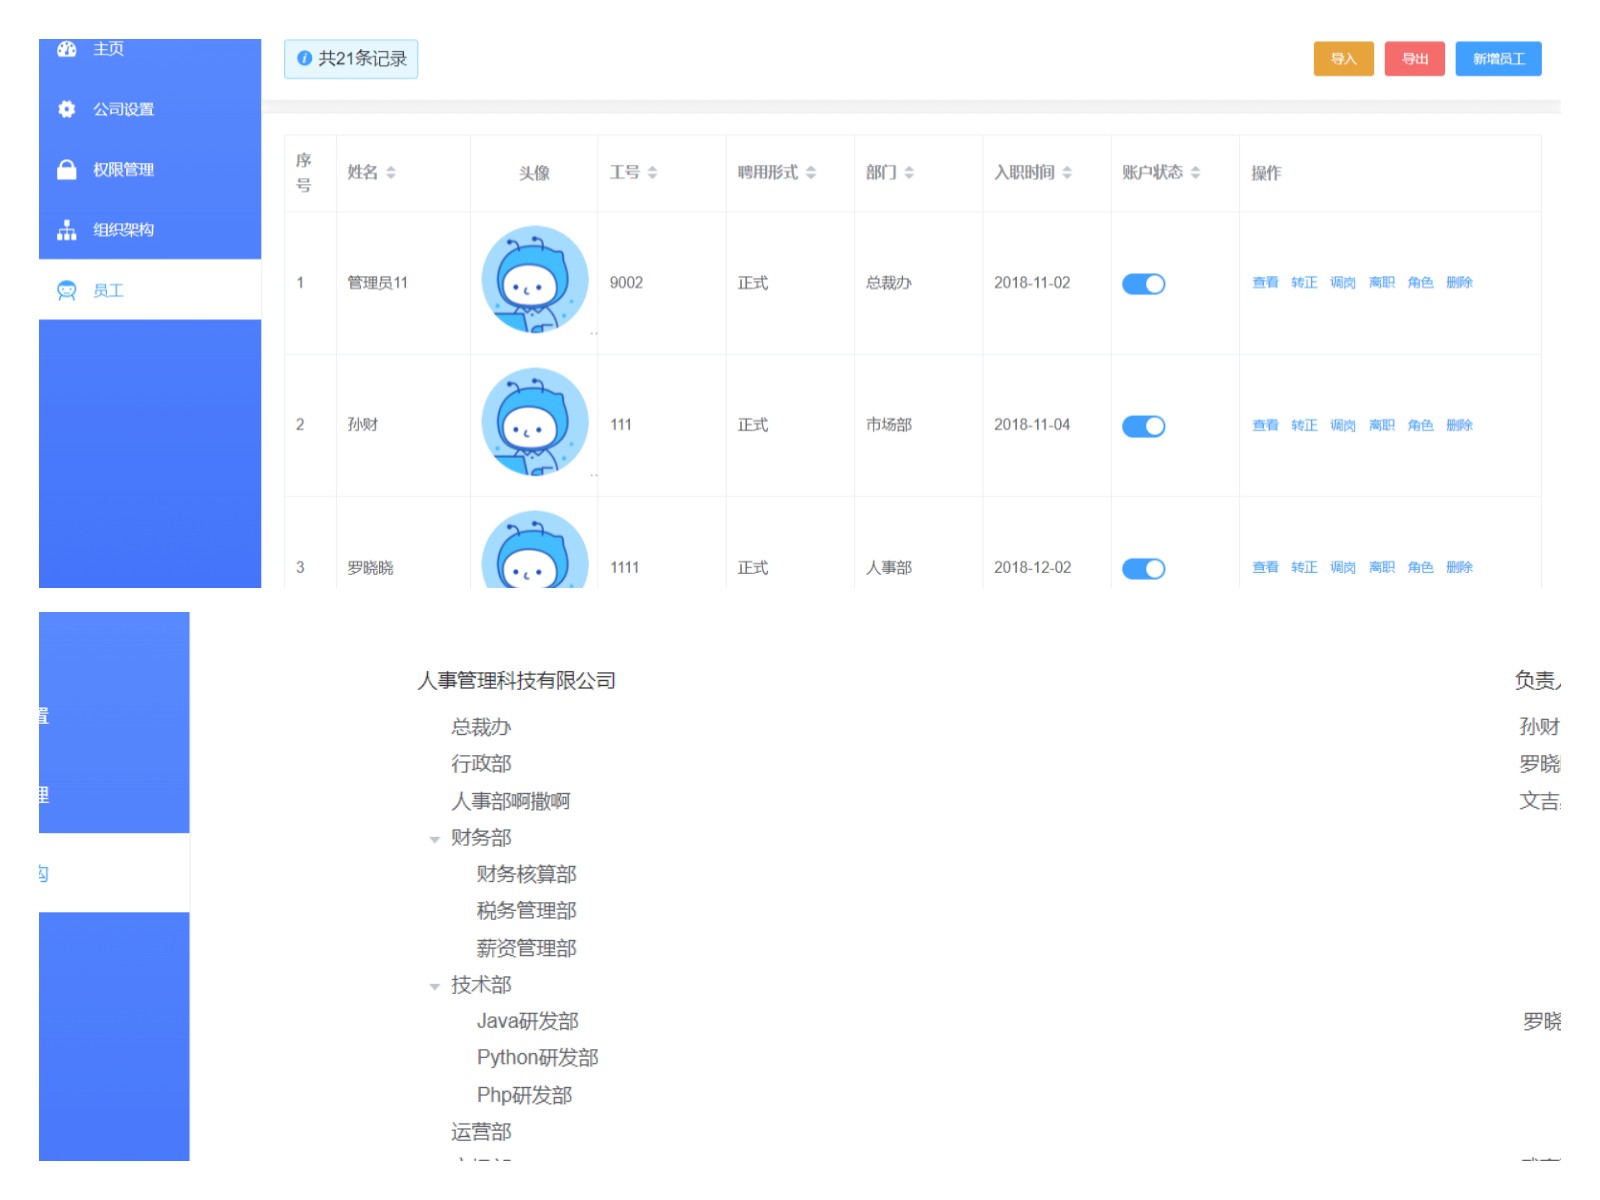 主页
公司设置
权限管理
组织架构
员工
共21条记录
导入 导出 新增员工
序号 姓名 头像 工号 聘用形式 部门 入职时间 账户状态 操作
1 管理员11 9002 正式 总裁办 2018-11-02 查看 转正 调岗 离职 角色 删除
2 孙财 111 正式 市场部 2018-11-04 查看 转正 调岗 离职 角色 删除
3 罗晓晓 1111 正式 人事部 2018-12-02 查看 转正 调岗 离职 角色 删除
置
理
构
人事管理科技有限公司 负责人
总裁办 孙财
行政部 罗晓
人事部啊撒啊 文吉
财务部
财务核算部
税务管理部
薪资管理部
技术部
Java研发部 罗晓
Python研发部
Php研发部
运营部